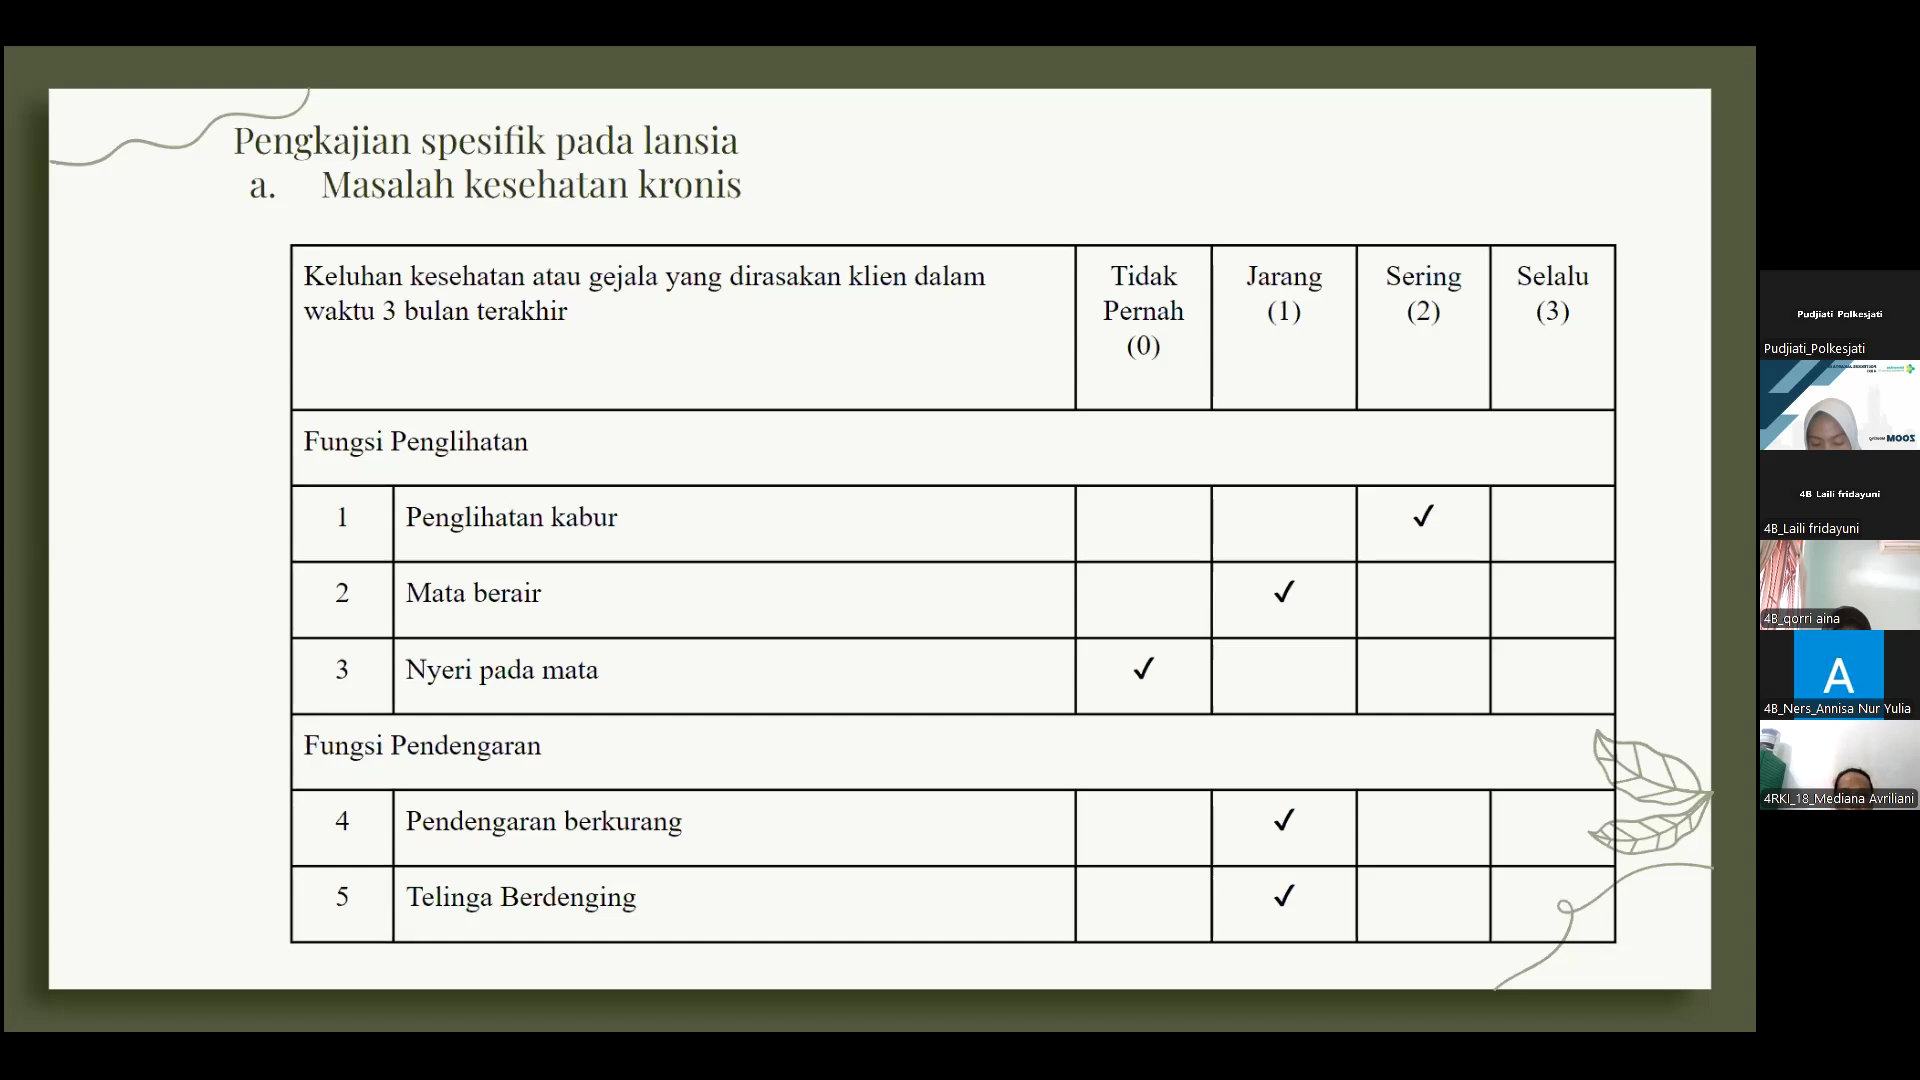 Pengkajian spesifik pada lansia
a. Masalah kesehatan kronis
Keluhan kesehatan atau gejala yang dirasakan klien dalam
waktu 3 bulan terakhir
Tidak
Pernah
(0)
Jarang
(1)
Sering
(2)
Selalu
(3)
Fungsi Penglihatan
1 Penglihatan kabur ✓
2 Mata berair ✓
3 Nyeri pada mata ✓
Fungsi Pendengaran
4 Pendengaran berkurang ✓
5 Telinga Berdenging ✓
Pudjiati Polkesjati
Pudjiati_Polkesjati
ZOOM
4B Laili fridayuni
4B_Laili fridayuni
4B_qorri aina
A
4B_Ners_Annisa Nur Yulia
4RKI_18_Mediana Avriliani